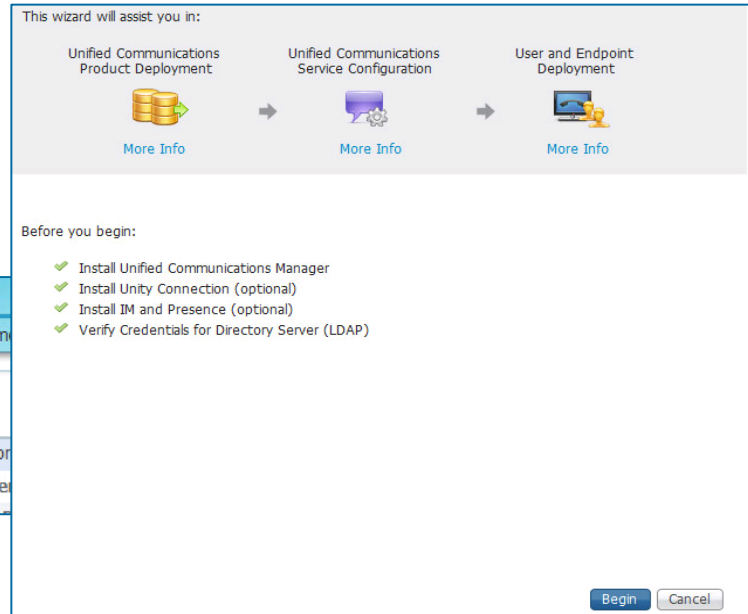 This wizard will assist you in:
Unified Communications
Product Deployment
Unified Communications
Service Configuration
User and Endpoint
Deployment
More Info
More Info
More Info
Before you begin:
Install Unified Communications Manager
Install Unity Connection (optional)
Install IM and Presence (optional)
Verify Credentials for Directory Server (LDAP)
Begin
Cancel